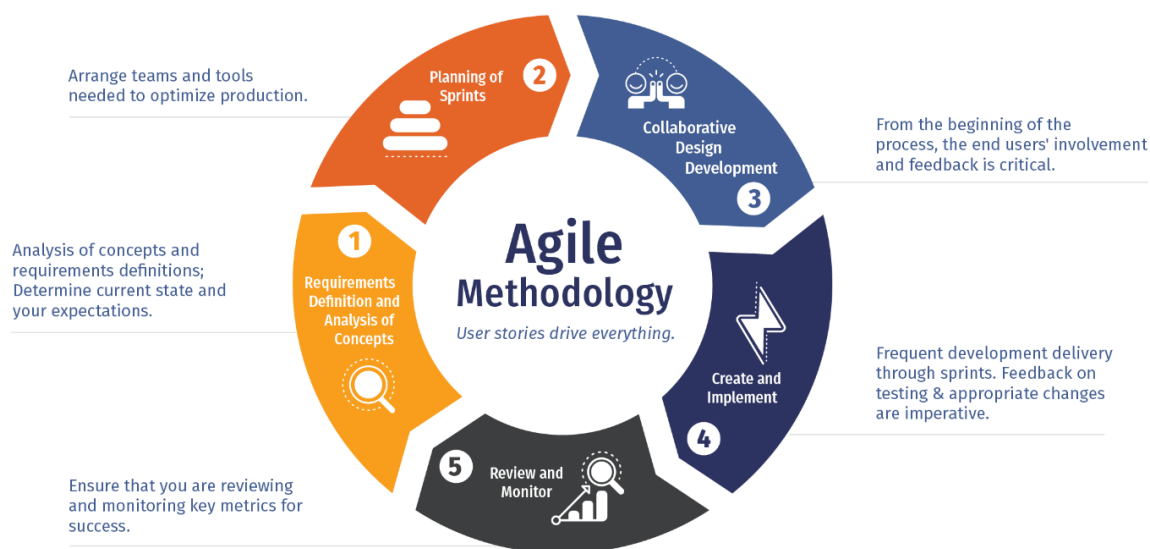 Agile
Methodology
User stories drive everything.
1
Requirements
Definition and
Analysis of
Concepts
Analysis of concepts and
requirements definitions;
Determine current state and
your expectations.
2
Planning of
Sprints
Arrange teams and tools
needed to optimize production.
Collaborative
Design
Development
3
From the beginning of the
process, the end users' involvement
and feedback is critical.
Create and
Implement
4
Frequent development delivery
through sprints. Feedback on
testing & appropriate changes
are imperative.
5
Review and
Monitor
Ensure that you are reviewing
and monitoring key metrics for
success.